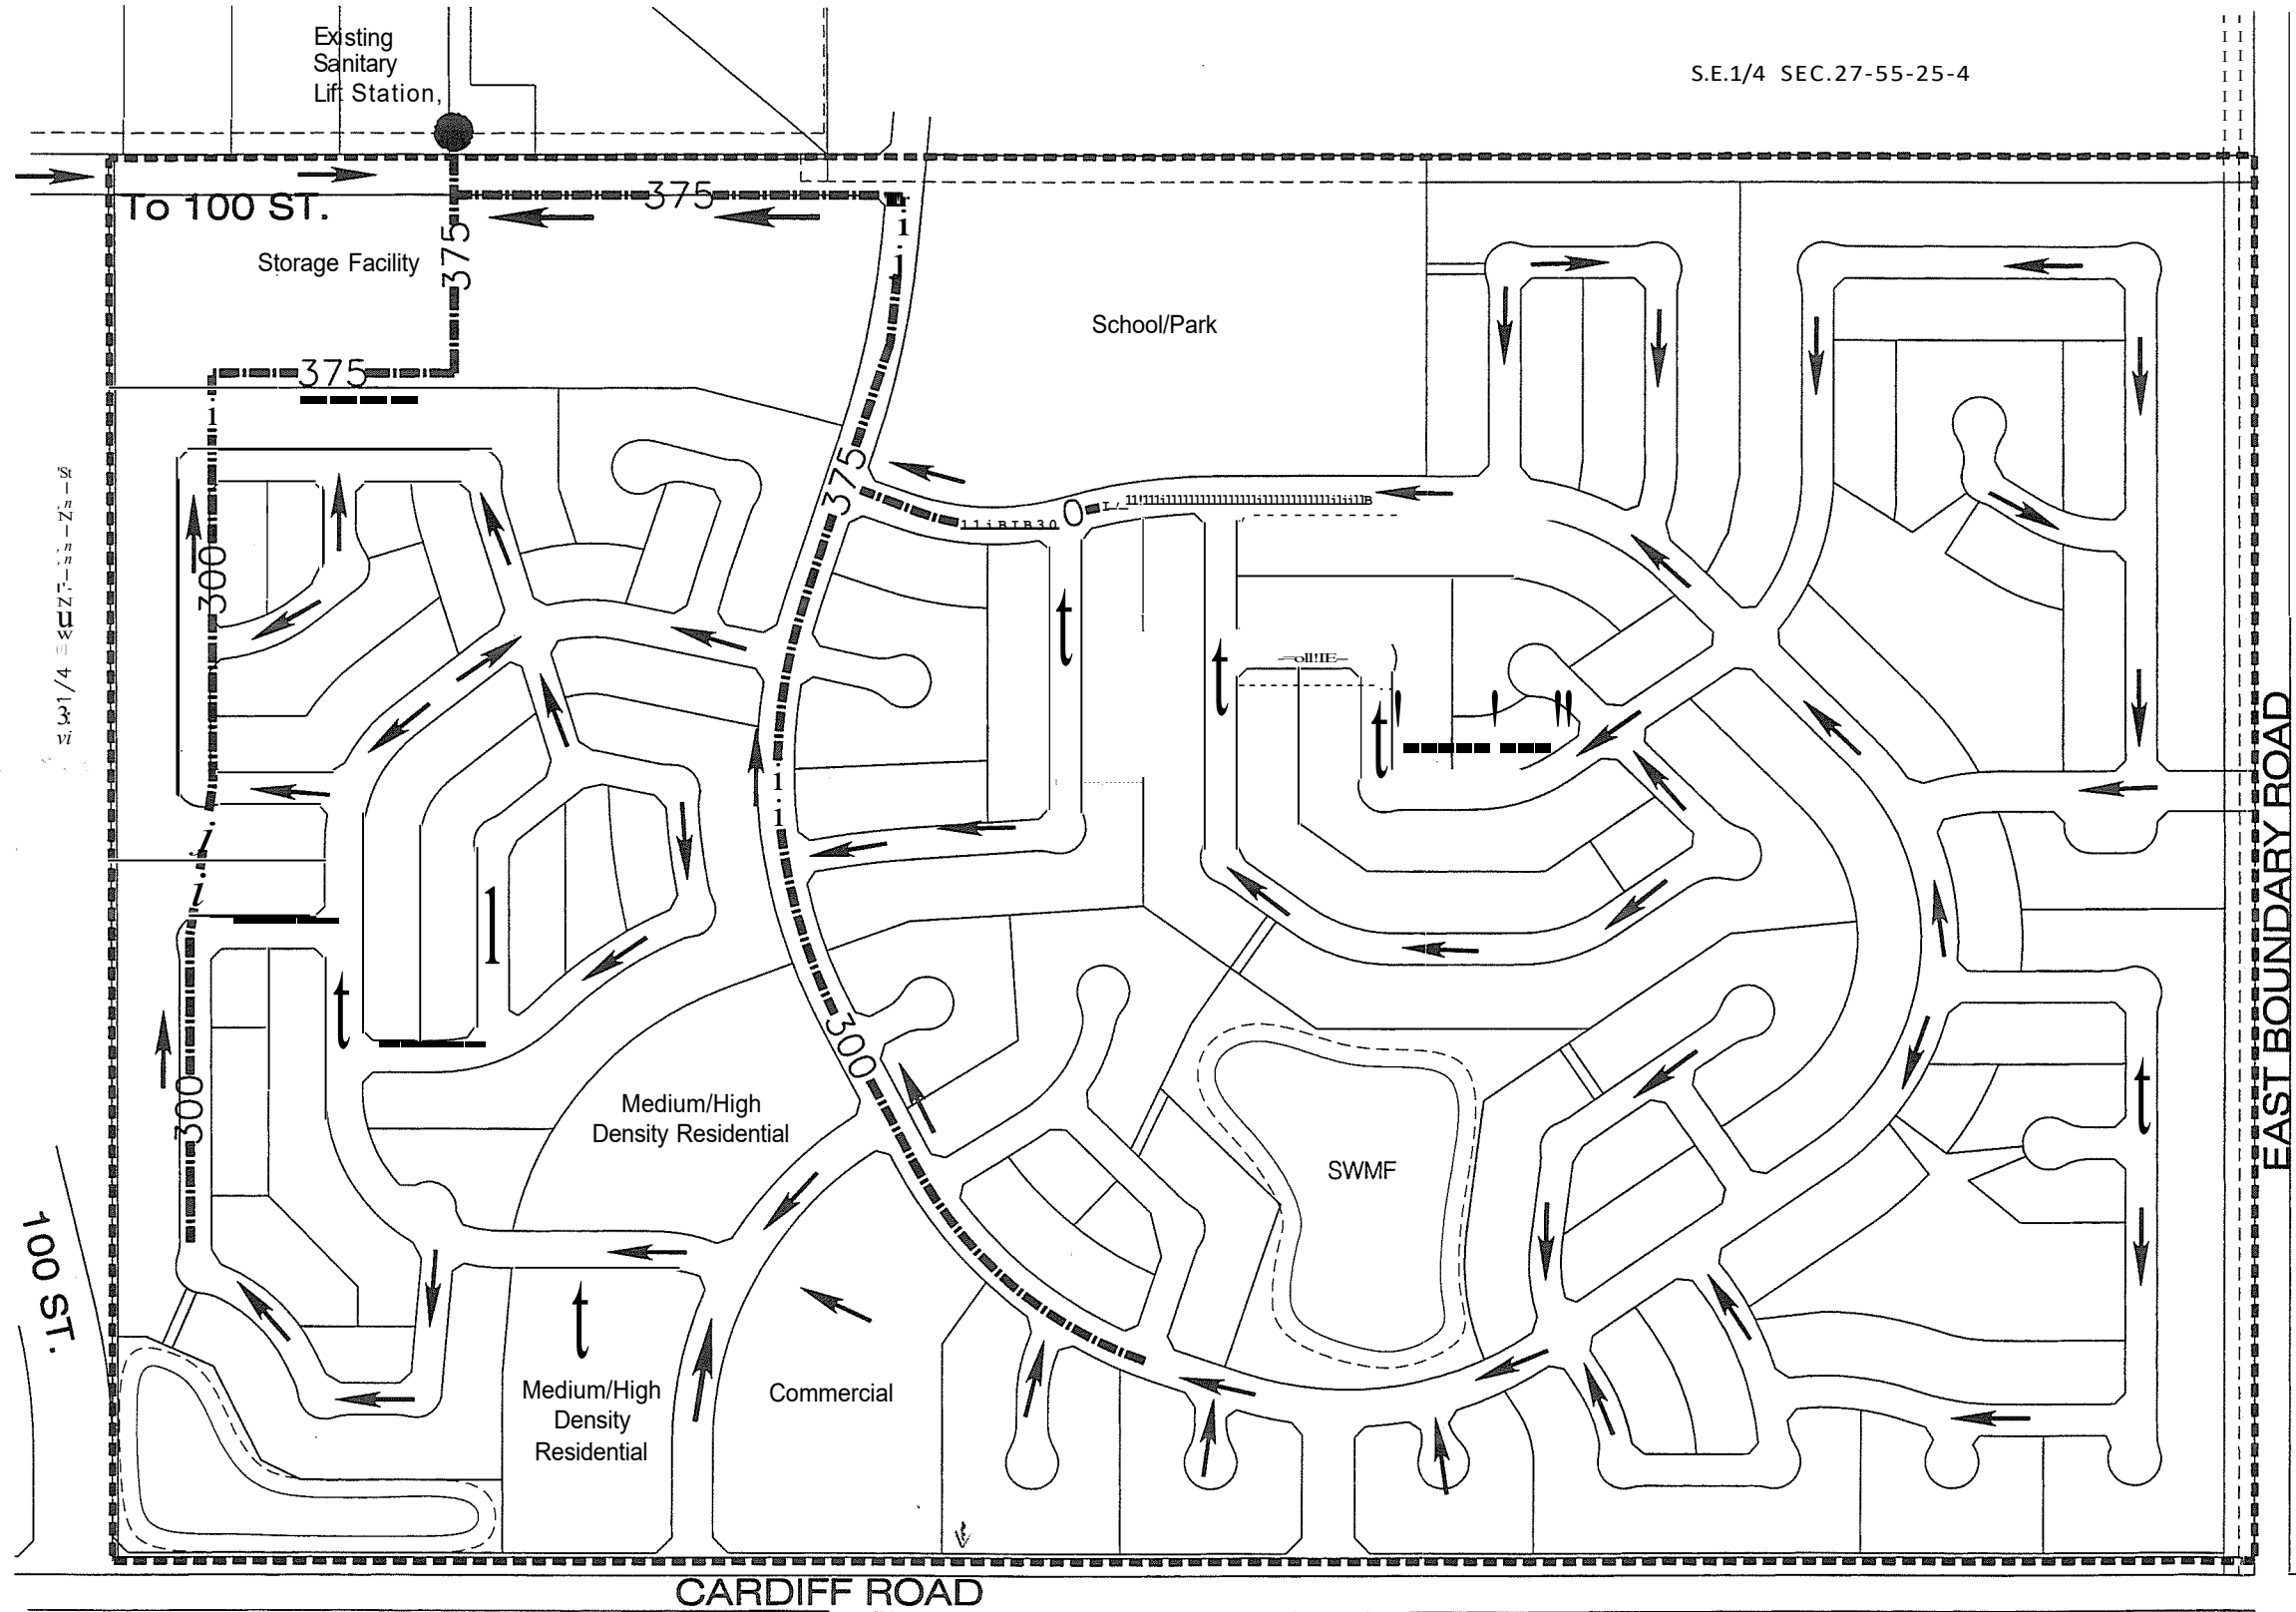 Existing
Sanitary
Lift Station,
S.E.1/4 SEC.27-55-25-4
To 100 ST.
375
375
Storage Facility
School/Park
375
375
300
300
300
Medium/High
Density Residential
SWMF
100 ST.
Medium/High
Density
Residential
Commercial
EAST BOUNDARY ROAD
CARDIFF ROAD